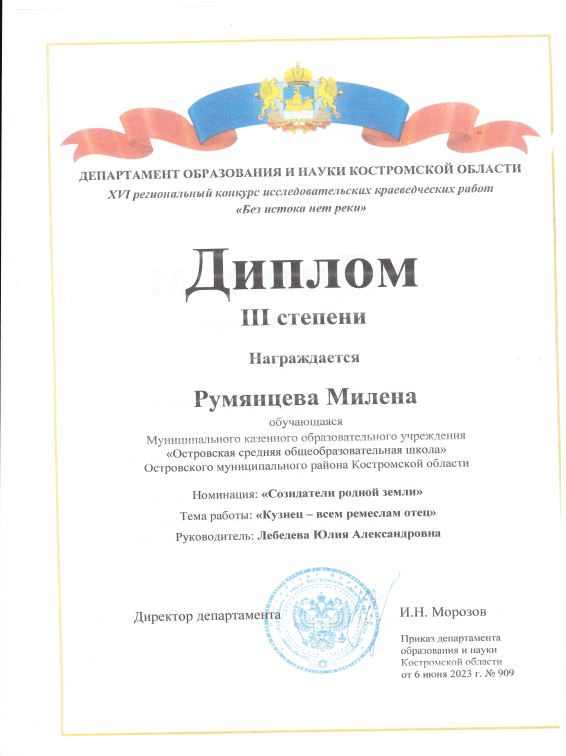 ДЕПАРТАМЕНТ ОБРАЗОВАНИЯ И НАУКИ КОСТРОМСКОЙ ОБЛАСТИ
XVI региональный конкурс исследовательских краеведческих работ
«Без истока нет реки»
Диплом
III степени
Награждается
Румянцева Милена
обучающаяся
Муниципального казенного образовательного учреждения
«Островская средняя общеобразовательная школа»
Островского муниципального района Костромской области
Номинация: «Созидатели родной земли»
Тема работы: «Кузнец – всем ремеслам отец»
Руководитель: Лебедева Юлия Александровна
Директор департамента
И.Н. Морозов
Приказ департамента
образования и науки
Костромской области
от 6 июня 2023 г. № 909